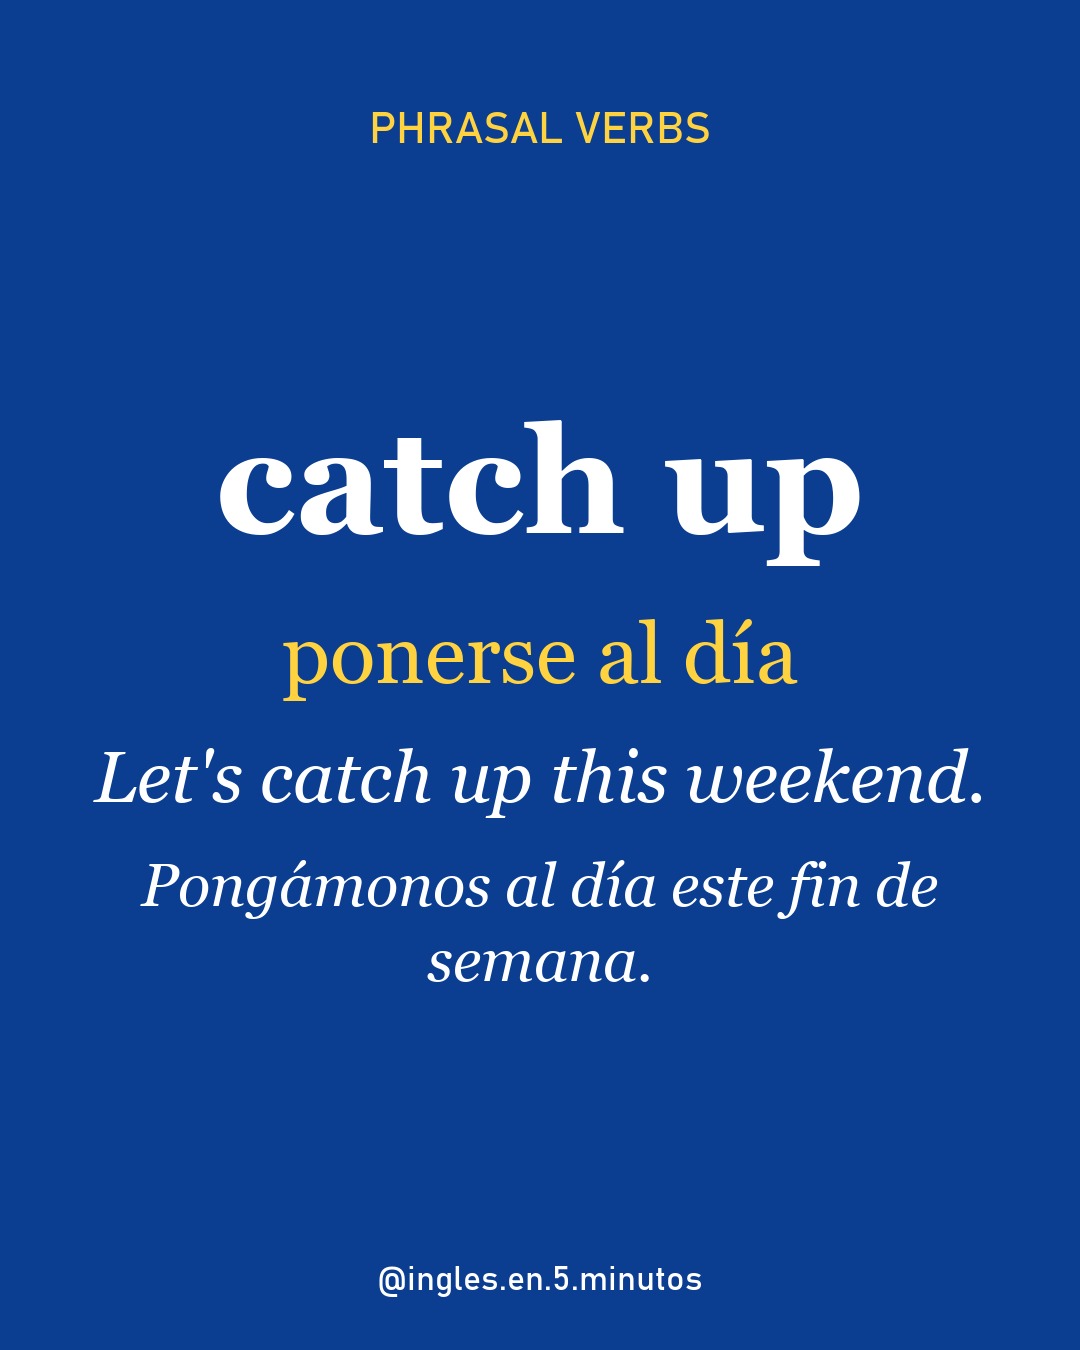 PHRASAL VERBS
catch up
ponerse al día
Let's catch up this weekend.
Pongámonos al día este fin de
semana.
@ingles.en.5.minutos